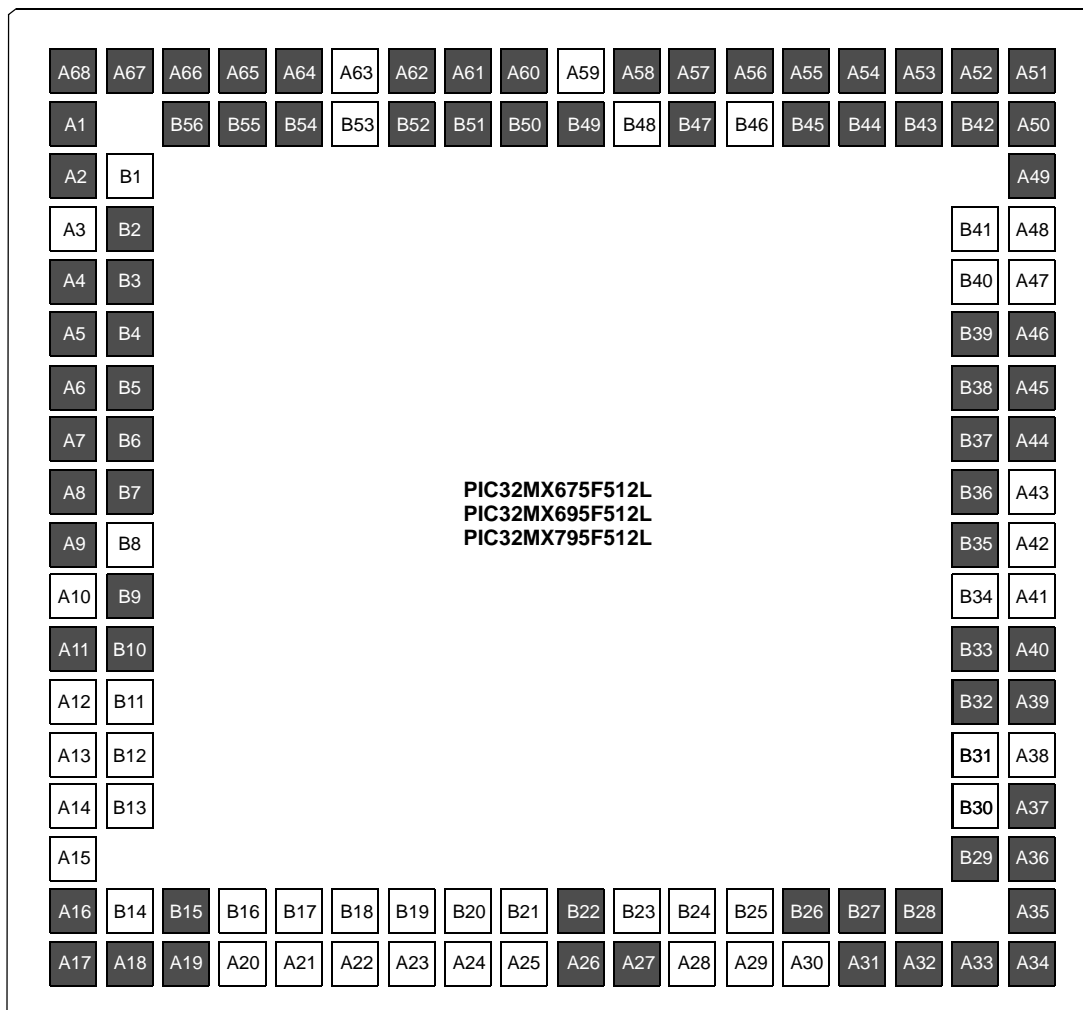 A68 A67 A66 A65 A64 A63 A62 A61 A60 A59 A58 A57 A56 A55 A54 A53 A52 A51
A1 B56 B55 B54 B53 B52 B51 B50 B49 B48 B47 B46 B45 B44 B43 B42 A50
A2 B1 A49
A3 B2 B41 A48
A4 B3 B40 A47
A5 B4 B39 A46
A6 B5 B38 A45
A7 B6 B37 A44
A8 B7 PIC32MX675F512L B36 A43
PIC32MX695F512L
A9 B8 PIC32MX795F512L B35 A42
A10 B9 B34 A41
A11 B10 B33 A40
A12 B11 B32 A39
A13 B12 B31 A38
A14 B13 B30 A37
A15 B29 A36
A16 B14 B15 B16 B17 B18 B19 B20 B21 B22 B23 B24 B25 B26 B27 B28 A35
A17 A18 A19 A20 A21 A22 A23 A24 A25 A26 A27 A28 A29 A30 A31 A32 A33 A34